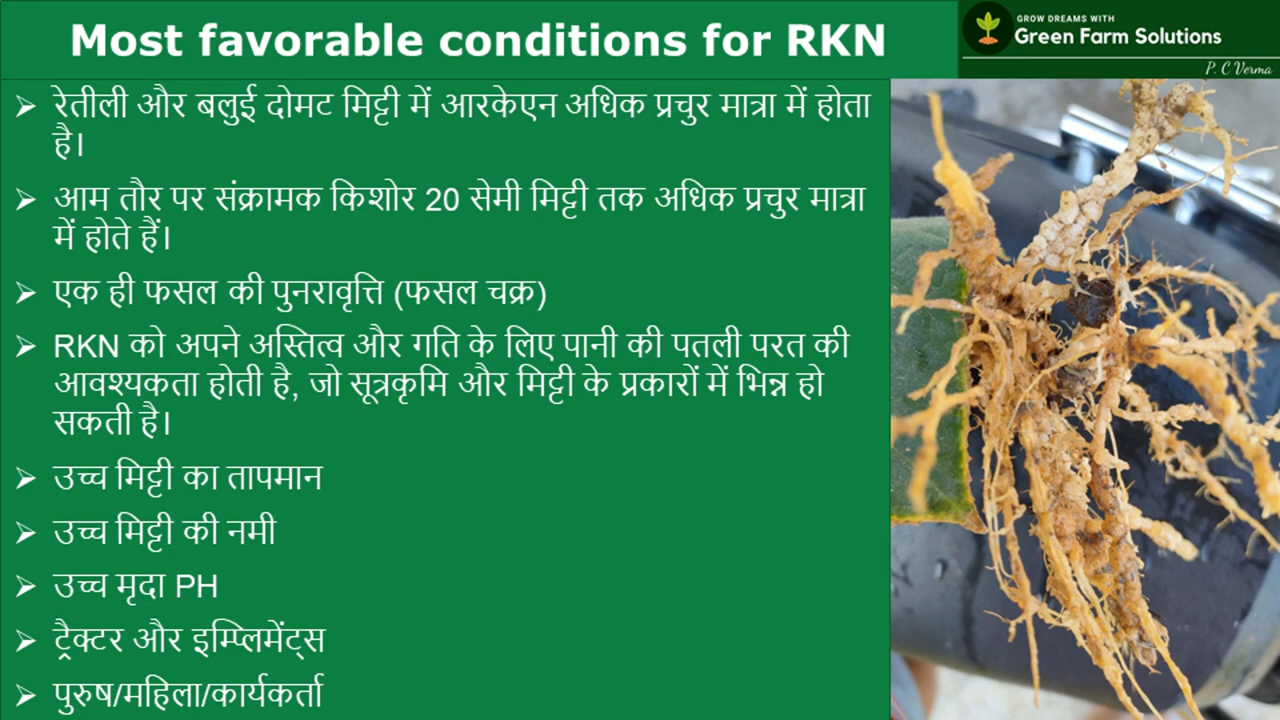 Most favorable conditions for RKN
GROW DREAMS WITH
Green Farm Solutions
P. C Verma
➢ रेतीली और बलुई दोमट मिट्टी में आरकेएन अधिक प्रचुर मात्रा में होता
है।
➢ आम तौर पर संक्रामक किशोर 20 सेमी मिट्टी तक अधिक प्रचुर मात्रा
में होते हैं।
➢ एक ही फसल की पुनरावृत्ति (फसल चक्र)
➢ RKN को अपने अस्तित्व और गति के लिए पानी की पतली परत की
आवश्यकता होती है, जो सूत्रकृमि और मिट्टी के प्रकारों में भिन्न हो
सकती है।
➢ उच्च मिट्टी का तापमान
➢ उच्च मिट्टी की नमी
➢ उच्च मृदा PH
➢ ट्रैक्टर और इम्प्लिमेंट्स
➢ पुरुष/महिला/कार्यकर्ता